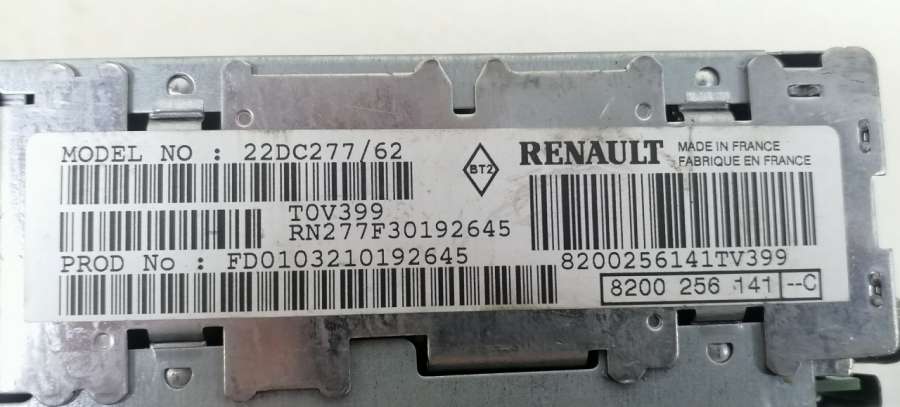 MODEL NO : 22DC277/62
BT2
RENAULT
MADE IN FRANCE
FABRIQUE EN FRANCE
T0V399
RN277F30192645
PROD No : FD0103210192645
8200256141TV399
8200 256 141 --C